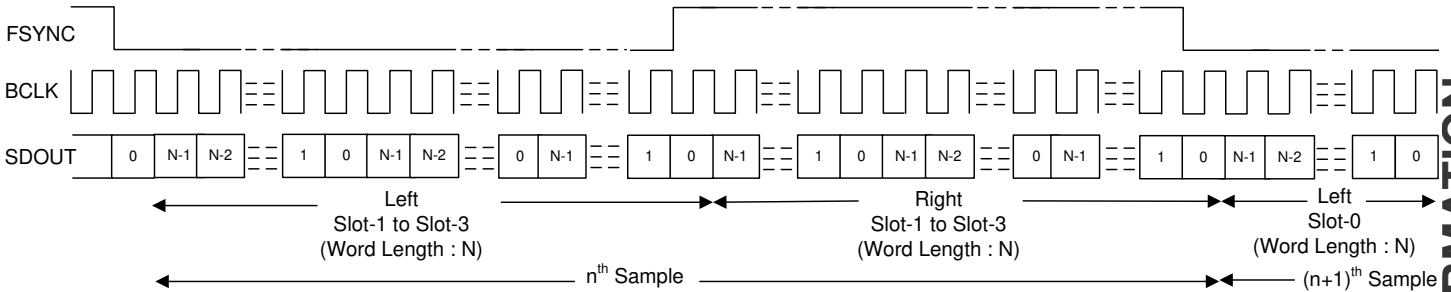 FSYNC
BCLK
SDOUT 0 N-1 N-2 1 0 N-1 N-2 0 N-1 1 0 N-1 1 0 N-1 N-2 0 N-1 1 0 N-1 N-2 1 0
Left Right Left
Slot-1 to Slot-3 Slot-1 to Slot-3 Slot-0
(Word Length : N) (Word Length : N) (Word Length : N)
nth Sample (n+1)th Sample